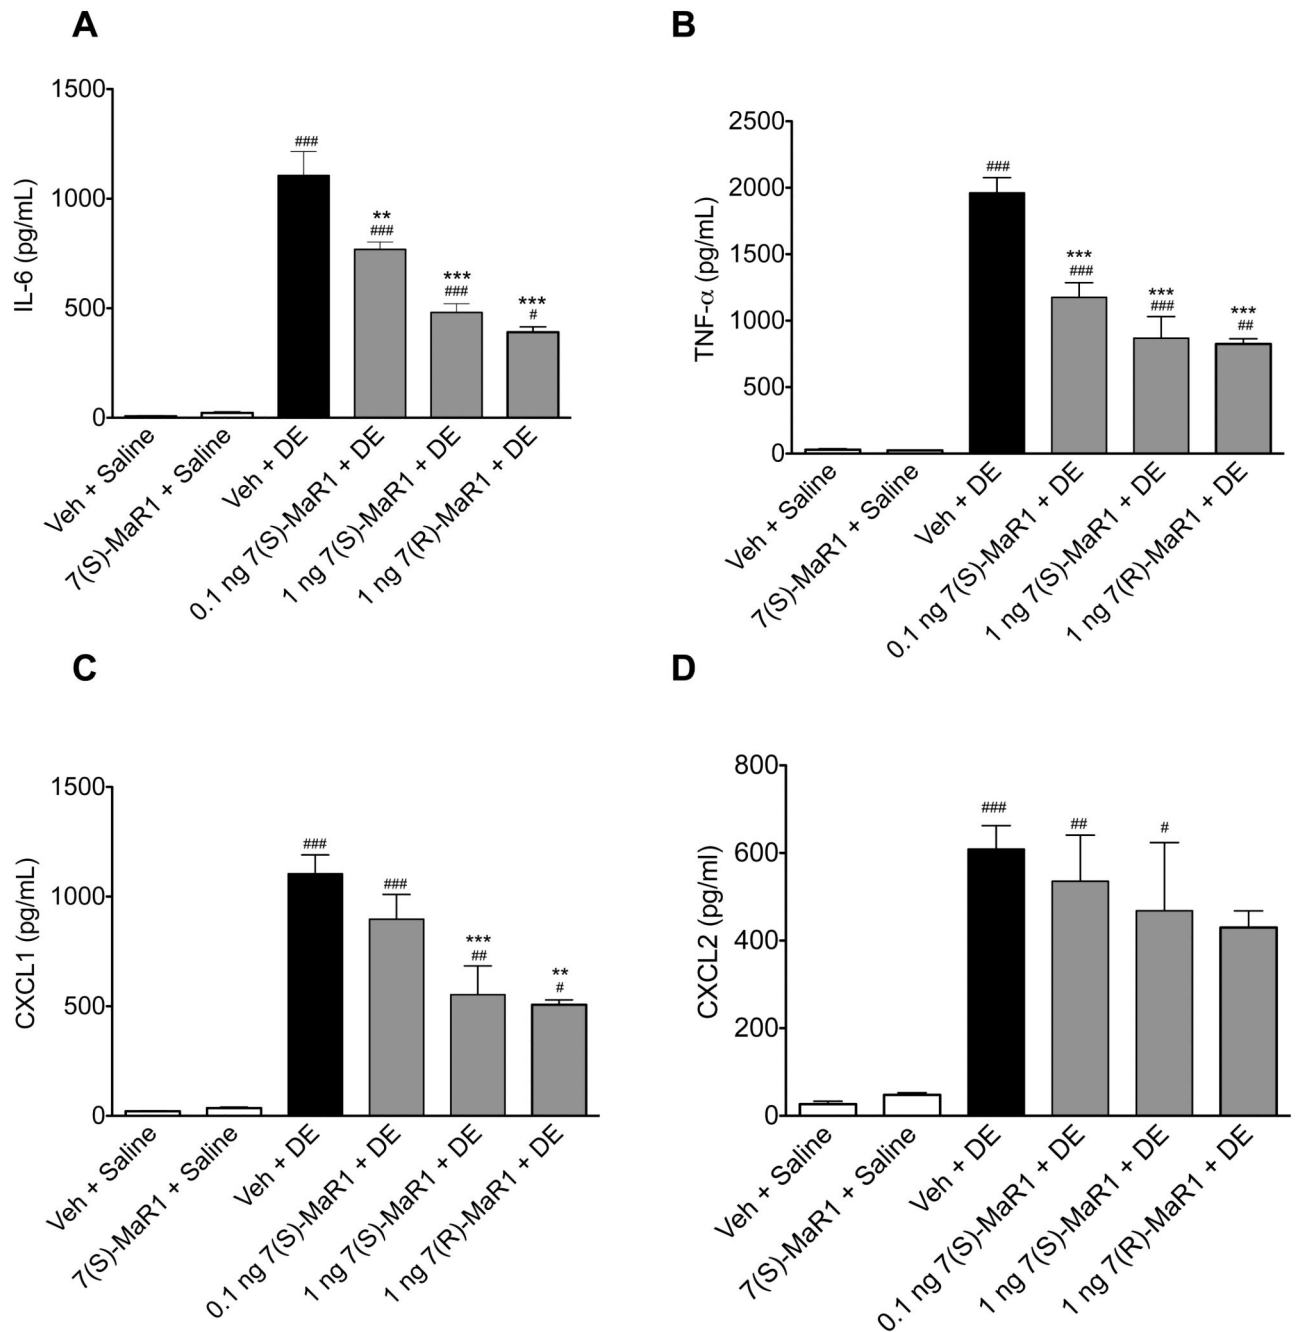 A
IL-6 (pg/mL)
1500
1000
500
0
###
**
###
***
###
***
#
Veh + Saline
7(S)-MaR1 + Saline
Veh + DE
0.1 ng 7(S)-MaR1 + DE
1 ng 7(S)-MaR1 + DE
1 ng 7(R)-MaR1 + DE
B
TNF-α (pg/mL)
2500
2000
1500
1000
500
0
###
***
###
***
###
***
##
Veh + Saline
7(S)-MaR1 + Saline
Veh + DE
0.1 ng 7(S)-MaR1 + DE
1 ng 7(S)-MaR1 + DE
1 ng 7(R)-MaR1 + DE
C
CXCL1 (pg/mL)
1500
1000
500
0
###
###
***
##
**
#
Veh + Saline
7(S)-MaR1 + Saline
Veh + DE
0.1 ng 7(S)-MaR1 + DE
1 ng 7(S)-MaR1 + DE
1 ng 7(R)-MaR1 + DE
D
CXCL2 (pg/ml)
800
600
400
200
0
###
##
#
Veh + Saline
7(S)-MaR1 + Saline
Veh + DE
0.1 ng 7(S)-MaR1 + DE
1 ng 7(S)-MaR1 + DE
1 ng 7(R)-MaR1 + DE